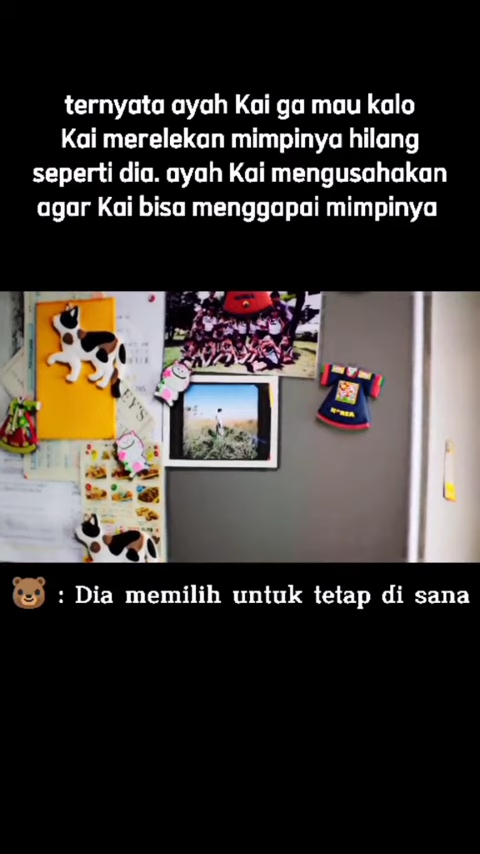 ternyata ayah Kai ga mau kalo
Kai merelekan mimpinya hilang
seperti dia. ayah Kai mengusahakan
agar Kai bisa menggapai mimpinya
KOREA
🐻 : Dia memilih untuk tetap di sana